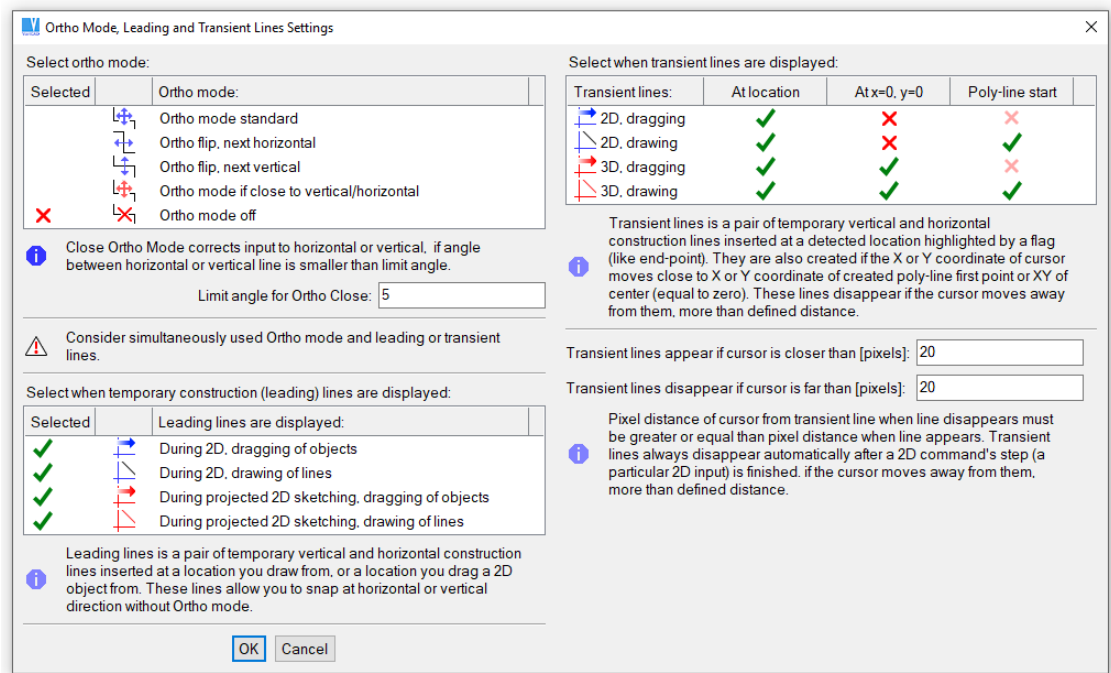 Ortho Mode, Leading and Transient Lines Settings
Select ortho mode:
Selected Ortho mode:
Ortho mode standard
Ortho flip, next horizontal
Ortho flip, next vertical
Ortho mode if close to vertical/horizontal
Ortho mode off
Close Ortho Mode corrects input to horizontal or vertical, if angle
between horizontal or vertical line is smaller than limit angle.
Limit angle for Ortho Close: 5
Consider simultaneously used Ortho mode and leading or transient
lines.
Select when temporary construction (leading) lines are displayed:
Selected Leading lines are displayed:
During 2D, dragging of objects
During 2D, drawing of lines
During projected 2D sketching, dragging of objects
During projected 2D sketching, drawing of lines
Leading lines is a pair of temporary vertical and horizontal construction
lines inserted at a location you draw from, or a location you drag a 2D
object from. These lines allow you to snap at horizontal or vertical
direction without Ortho mode.
OK Cancel
Select when transient lines are displayed:
Transient lines: At location At x=0, y=0 Poly-line start
2D, dragging
2D, drawing
3D, dragging
3D, drawing
Transient lines is a pair of temporary vertical and horizontal
construction lines inserted at a detected location highlighted by a flag
(like end-point). They are also created if the X or Y coordinate of cursor
moves close to X or Y coordinate of created poly-line first point or XY of
center (equal to zero). These lines disappear if the cursor moves away
from them, more than defined distance.
Transient lines appear if cursor is closer than [pixels]: 20
Transient lines disappear if cursor is far than [pixels]: 20
Pixel distance of cursor from transient line when line disappears must
be greater or equal than pixel distance when line appears. Transient
lines always disappear automatically after a 2D command's step (a
particular 2D input) is finished. if the cursor moves away from them,
more than defined distance.